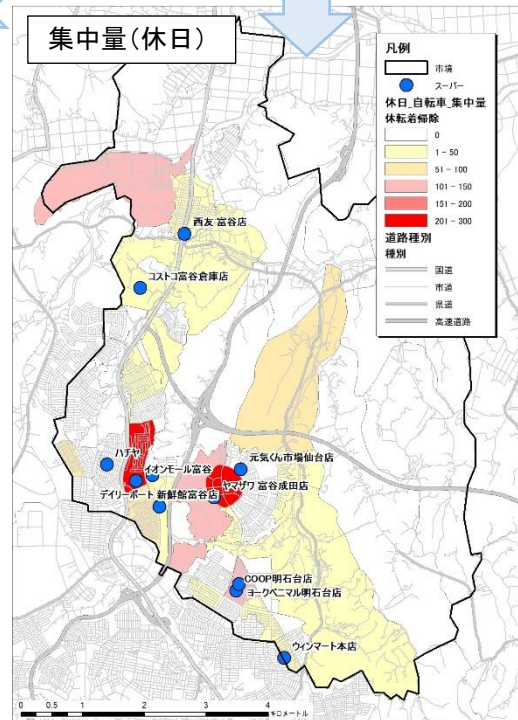 集中量(休日)
凡例
市境
スーパー
休日_自転車_集中量
休転着帰除
0
1 - 50
51 - 100
101 - 150
151 - 200
201 - 300
道路種別
種別
国道
市道
県道
高速道路
西友 富谷店
コストコ富谷倉庫店
ハチヤ
イオンモール富谷
元気くん市場仙台店
デイリーポート 新鮮館富谷店
ヤマザワ 富谷成田店
COOP明石台店
ヨークベニマル明石台店
ウィンマート本店
0 0.5 1 2 3 4
キロメートル